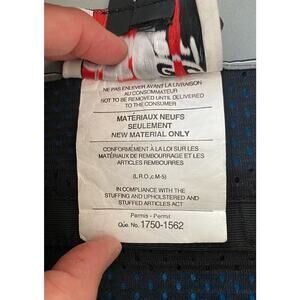 NE PAS ENLEVER AVANT LA LIVRAISON
AU CONSOMMATEUR
NOT TO BE REMOVED UNTIL DELIVERED
TO THE CONSUMER
MATÉRIAUX NEUFS
SEULEMENT
NEW MATERIAL ONLY
CONFORMÉMENT À LA LOI SUR LES
MATÉRIAUX DE REMBOURRAGE ET LES
ARTICLES REMBOURRES
(L.R.Q.,c.M-5)
IN COMPLIANCE WITH THE
STUFFING AND UPHOLSTERED AND
STUFFED ARTICLES ACT
Permis - Permit
Que. No. 1750-1562